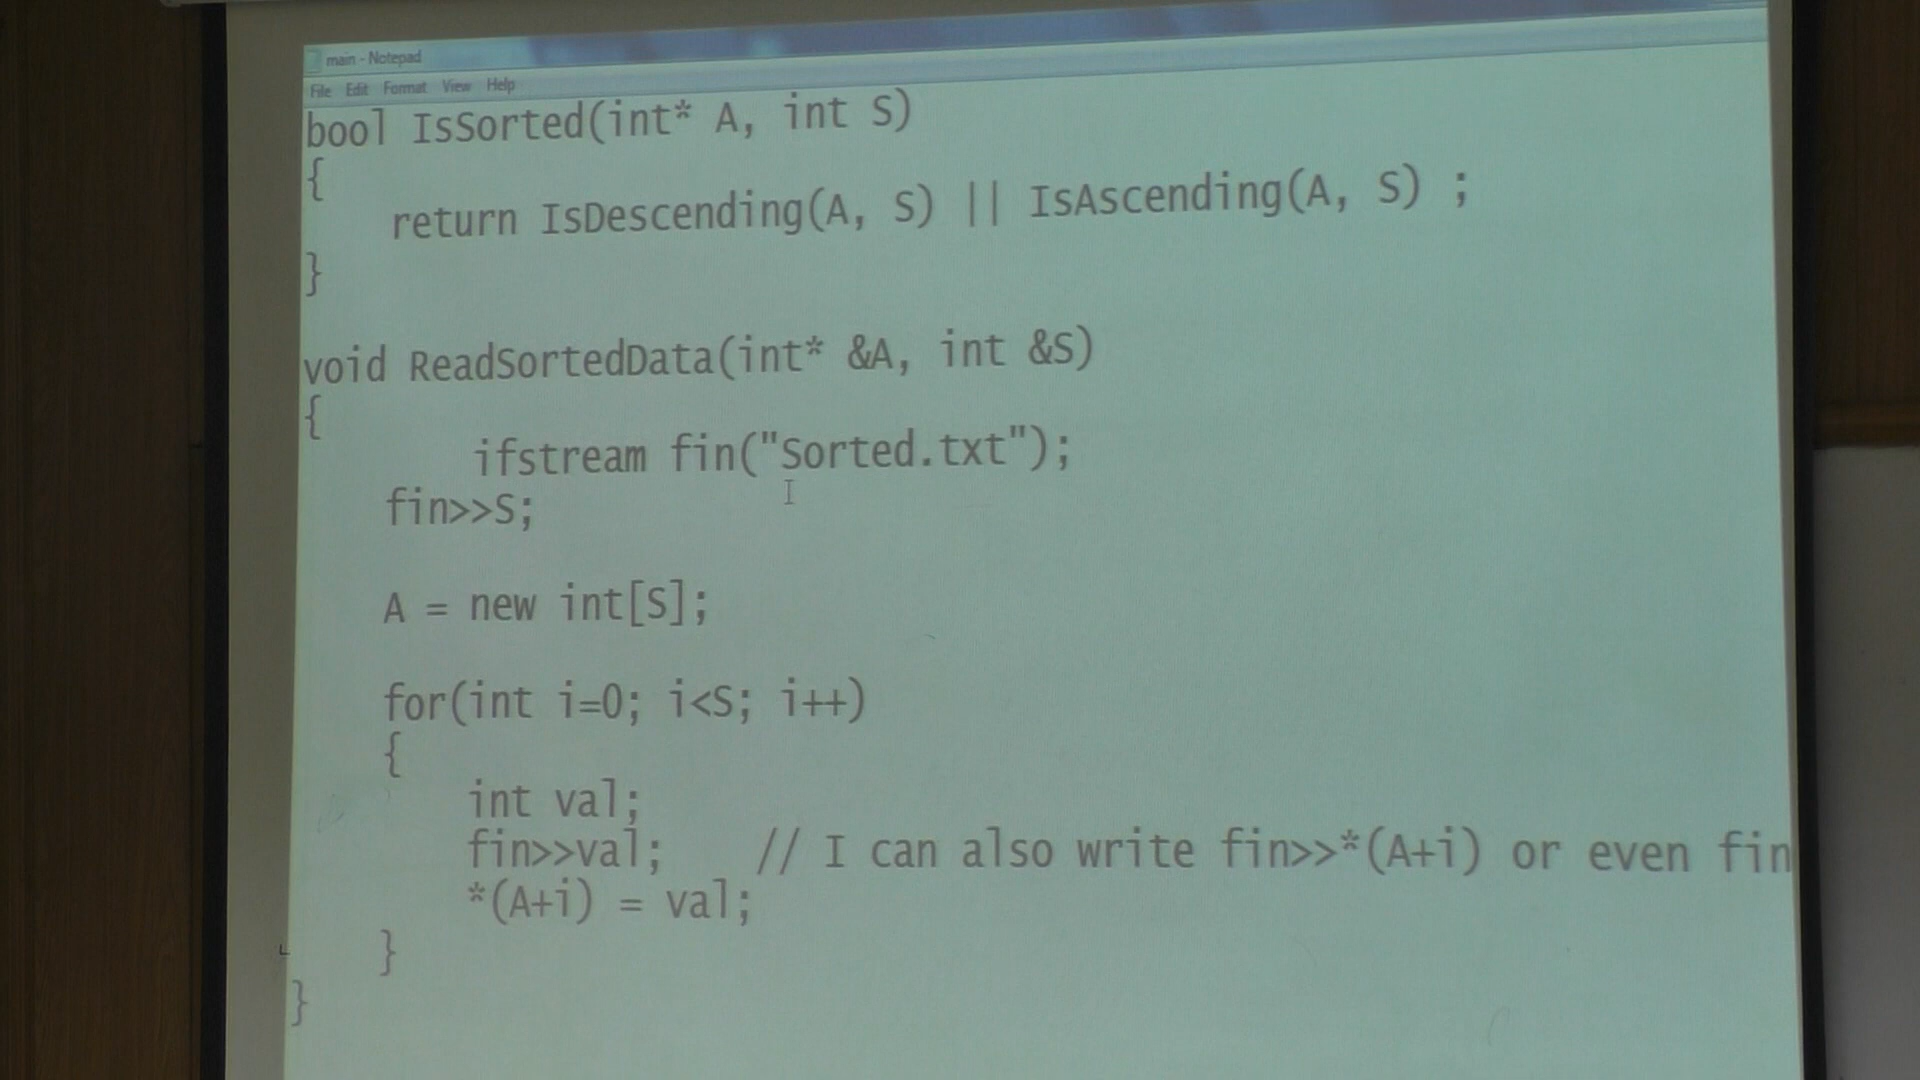 main - Notepad
File Edit Format View Help
bool IsSorted(int* A, int S)
{
    return IsDescending(A, S) || IsAscending(A, S) ;
}

void ReadSortedData(int* &A, int &S)
{
        ifstream fin("Sorted.txt");
    fin>>S;

    A = new int[S];

    for(int i=0; i<S; i++)
    {
        int val;
        fin>>val;    // I can also write fin>>*(A+i) or even fin
        *(A+i) = val;
    }
}